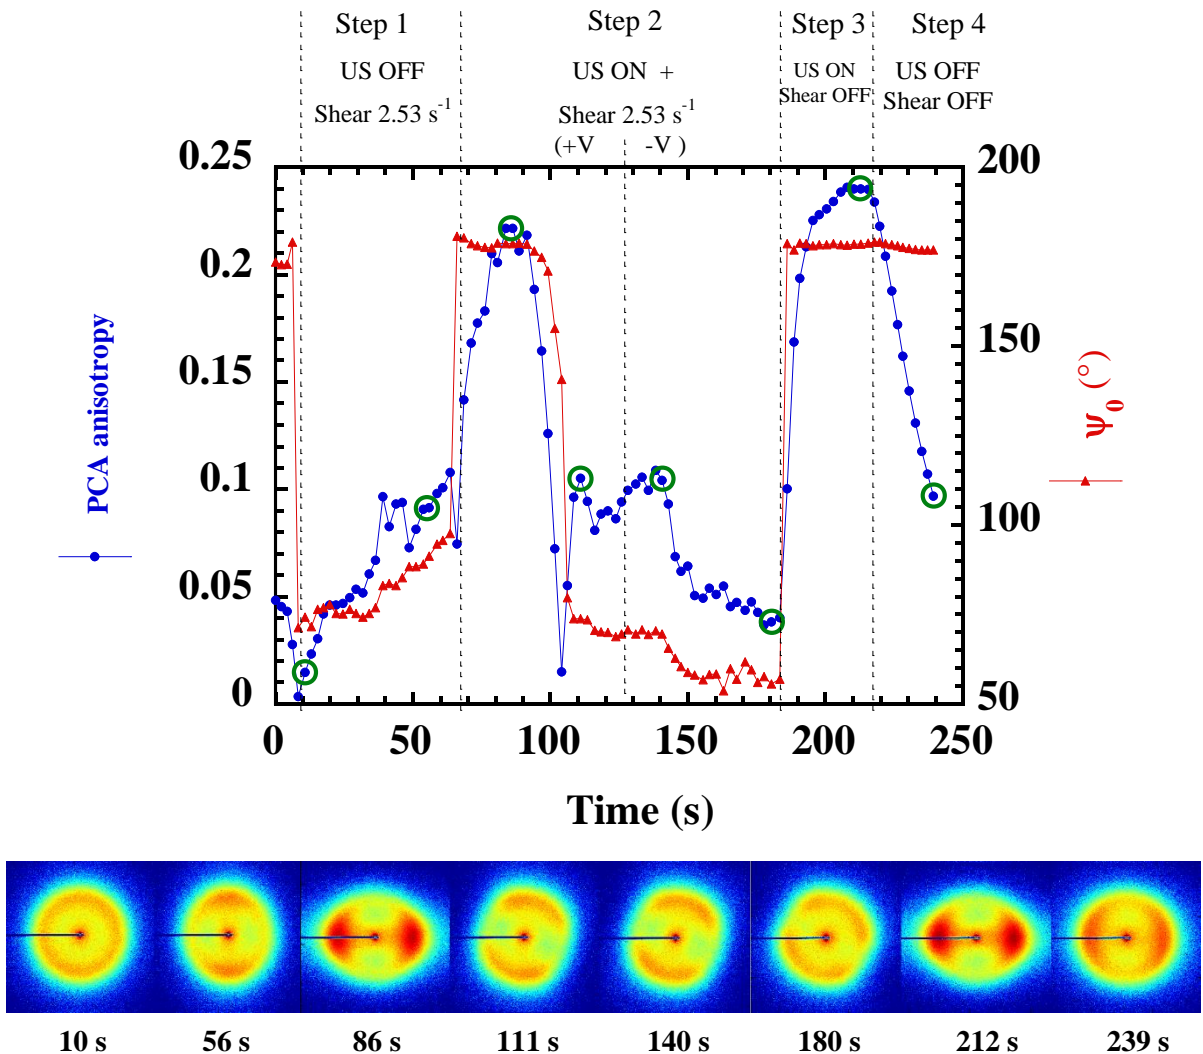 Step 1
Step 2
Step 3
Step 4
US OFF
Shear 2.53 s⁻¹
US ON +
Shear 2.53 s⁻¹
(+V -V )
US ON
Shear OFF
US OFF
Shear OFF
0.25
0.2
0.15
0.1
0.05
0
PCA anisotropy
200
150
100
50
ψ₀ (°)
0 50 100 150 200 250
Time (s)
10 s 56 s 86 s 111 s 140 s 180 s 212 s 239 s